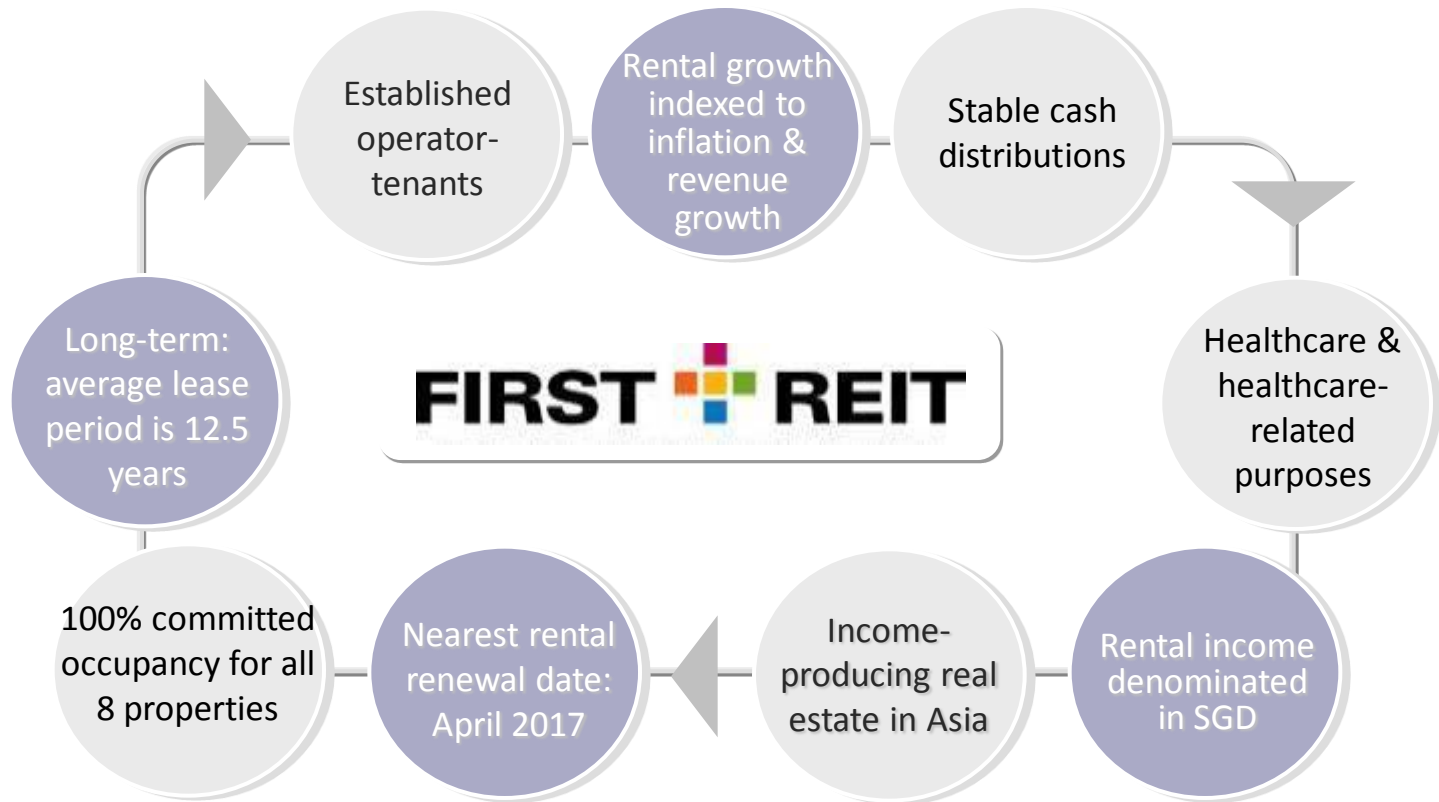 Established
operator-
tenants
Rental growth
indexed to
inflation &
revenue
growth
Stable cash
distributions
Healthcare &
healthcare-
related
purposes
Rental income
denominated
in SGD
Income-
producing real
estate in Asia
Nearest rental
renewal date:
April 2017
100% committed
occupancy for all
8 properties
Long-term:
average lease
period is 12.5
years
FIRST REIT